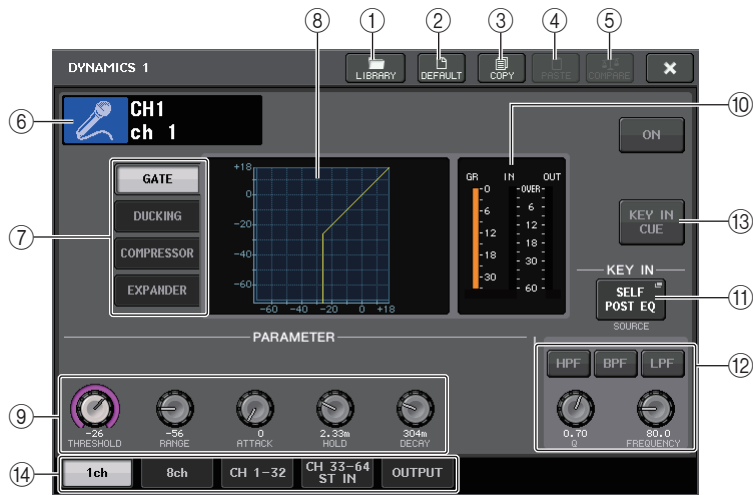 ⑧ ① ② ③ ④ ⑤
DYNAMICS 1
LIBRARY DEFAULT COPY PASTE COMPARE ×
⑥
CH1
ch 1
⑩
ON
⑦
GATE
DUCKING
COMPRESSOR
EXPANDER
+18
0
-20
-40
-60
-60 -40 -20 0 +18
GR IN OUT
0 OVER
6 6
12 12
18 18
30 30
60
KEY IN
CUE
⑬
KEY IN
SELF
POST EQ
⑪
SOURCE
PARAMETER
HPF BPF LPF
⑫
⑨
-26 -56 0 2.33m 304m
THRESHOLD RANGE ATTACK HOLD DECAY
0.70 80.0
Q FREQUENCY
⑭
1ch 8ch CH 1-32 CH 33-64 OUTPUT
ST IN